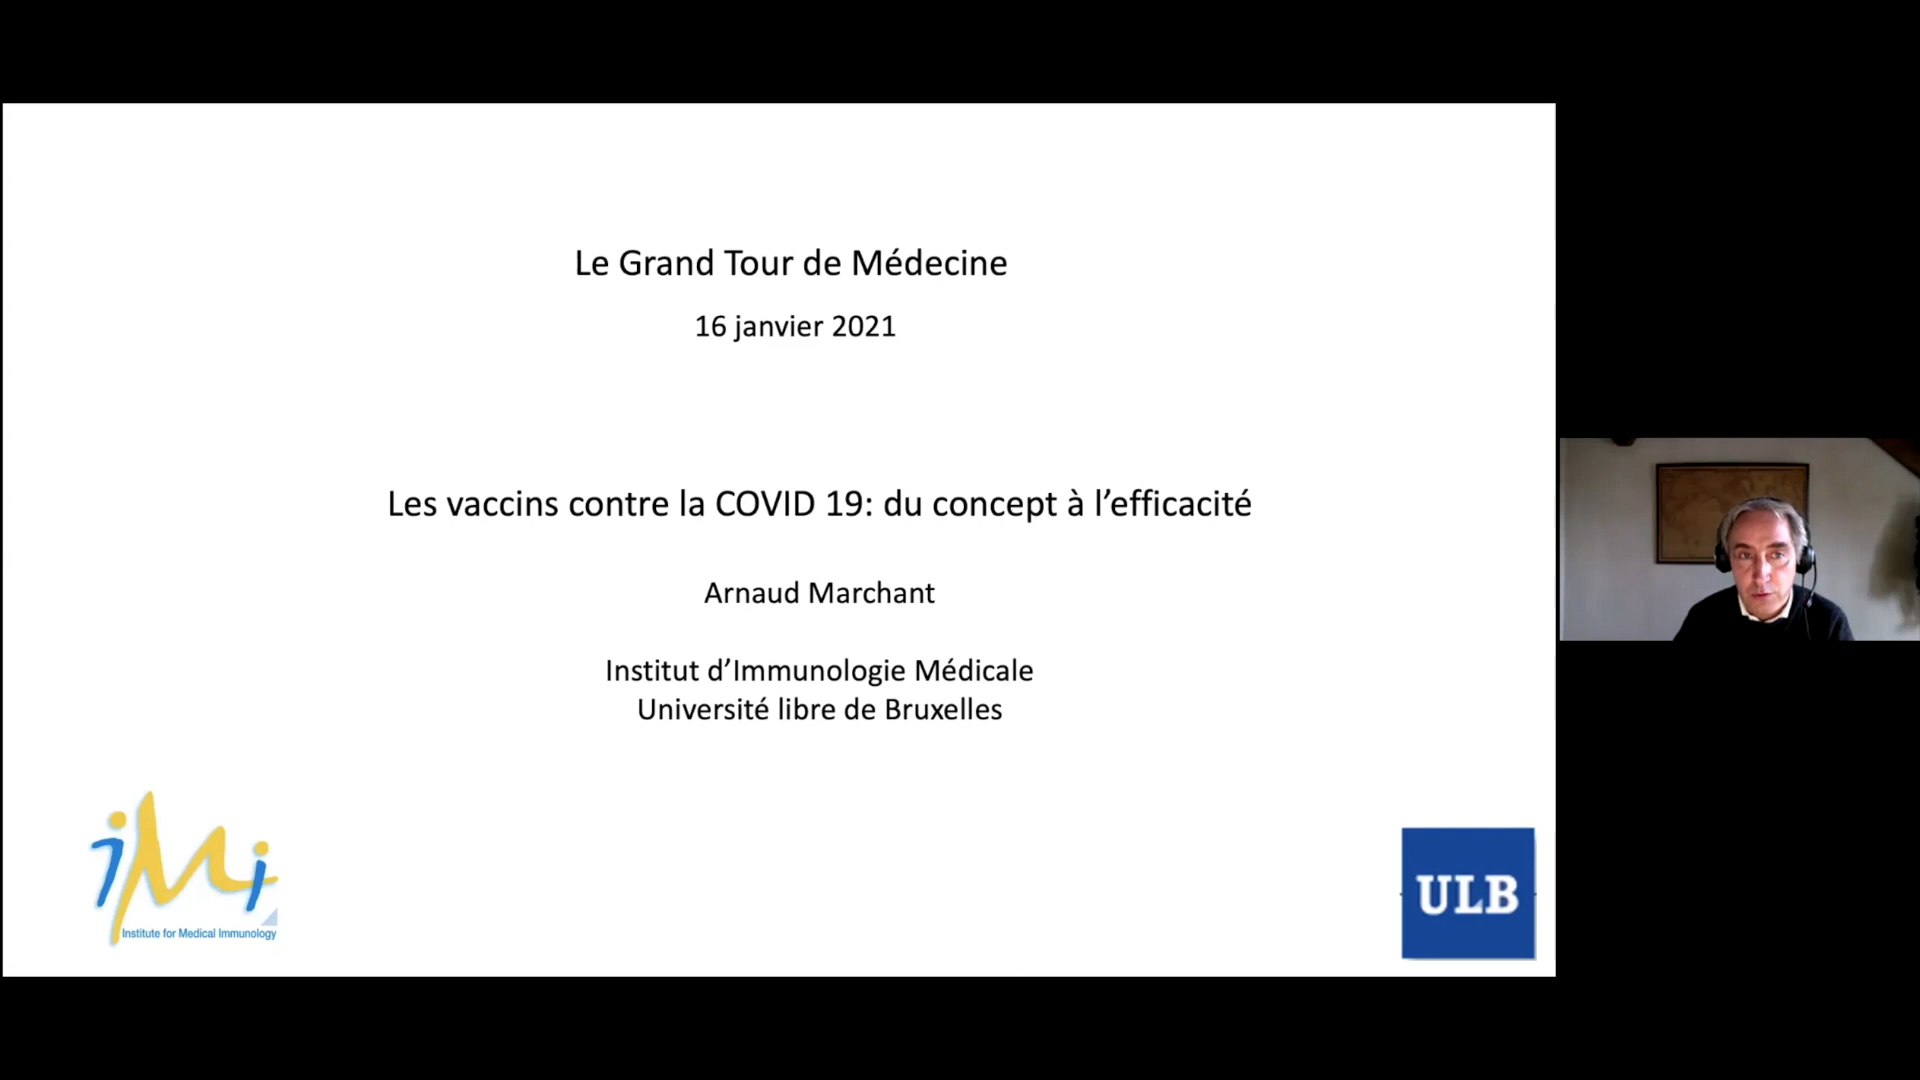 Le Grand Tour de Médecine
16 janvier 2021
Les vaccins contre la COVID 19: du concept à l’efficacité
Arnaud Marchant
Institut d’Immunologie Médicale
Université libre de Bruxelles
iMi
Institute for Medical Immunology
ULB